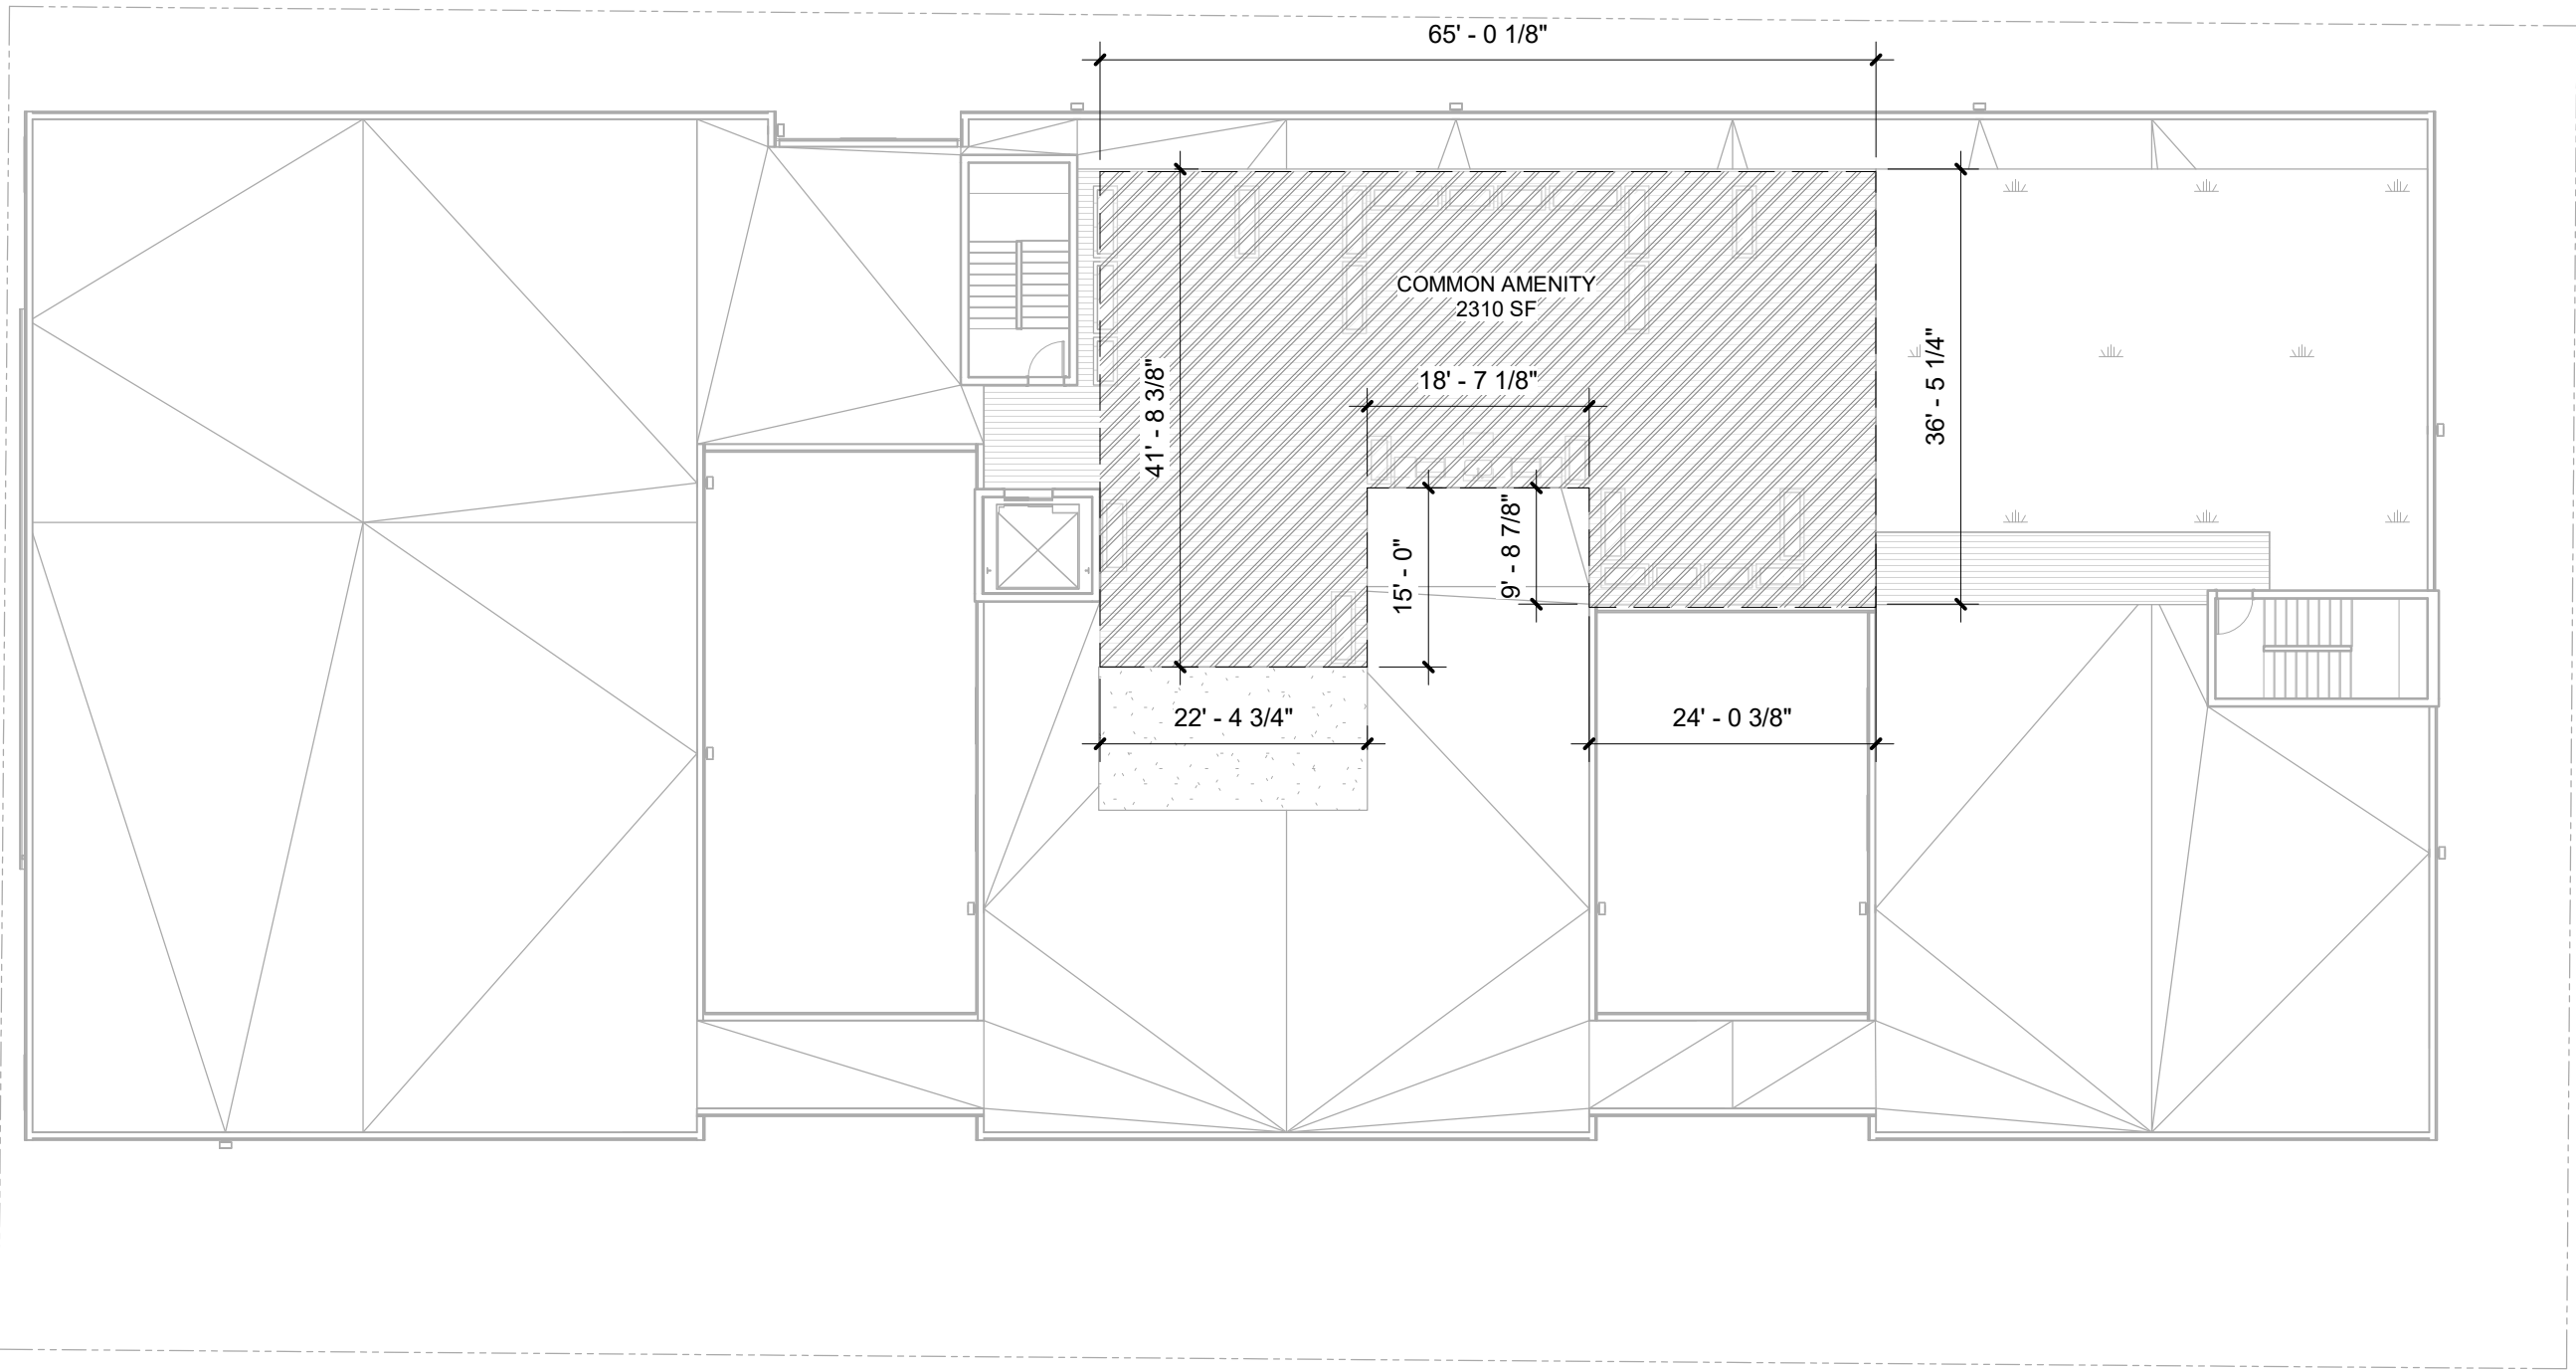 65' - 0 1/8"
COMMON AMENITY
2310 SF
41' - 8 3/8"
18' - 7 1/8"
36' - 5 1/4"
15' - 0"
9' - 8 7/8"
22' - 4 3/4"
24' - 0 3/8"